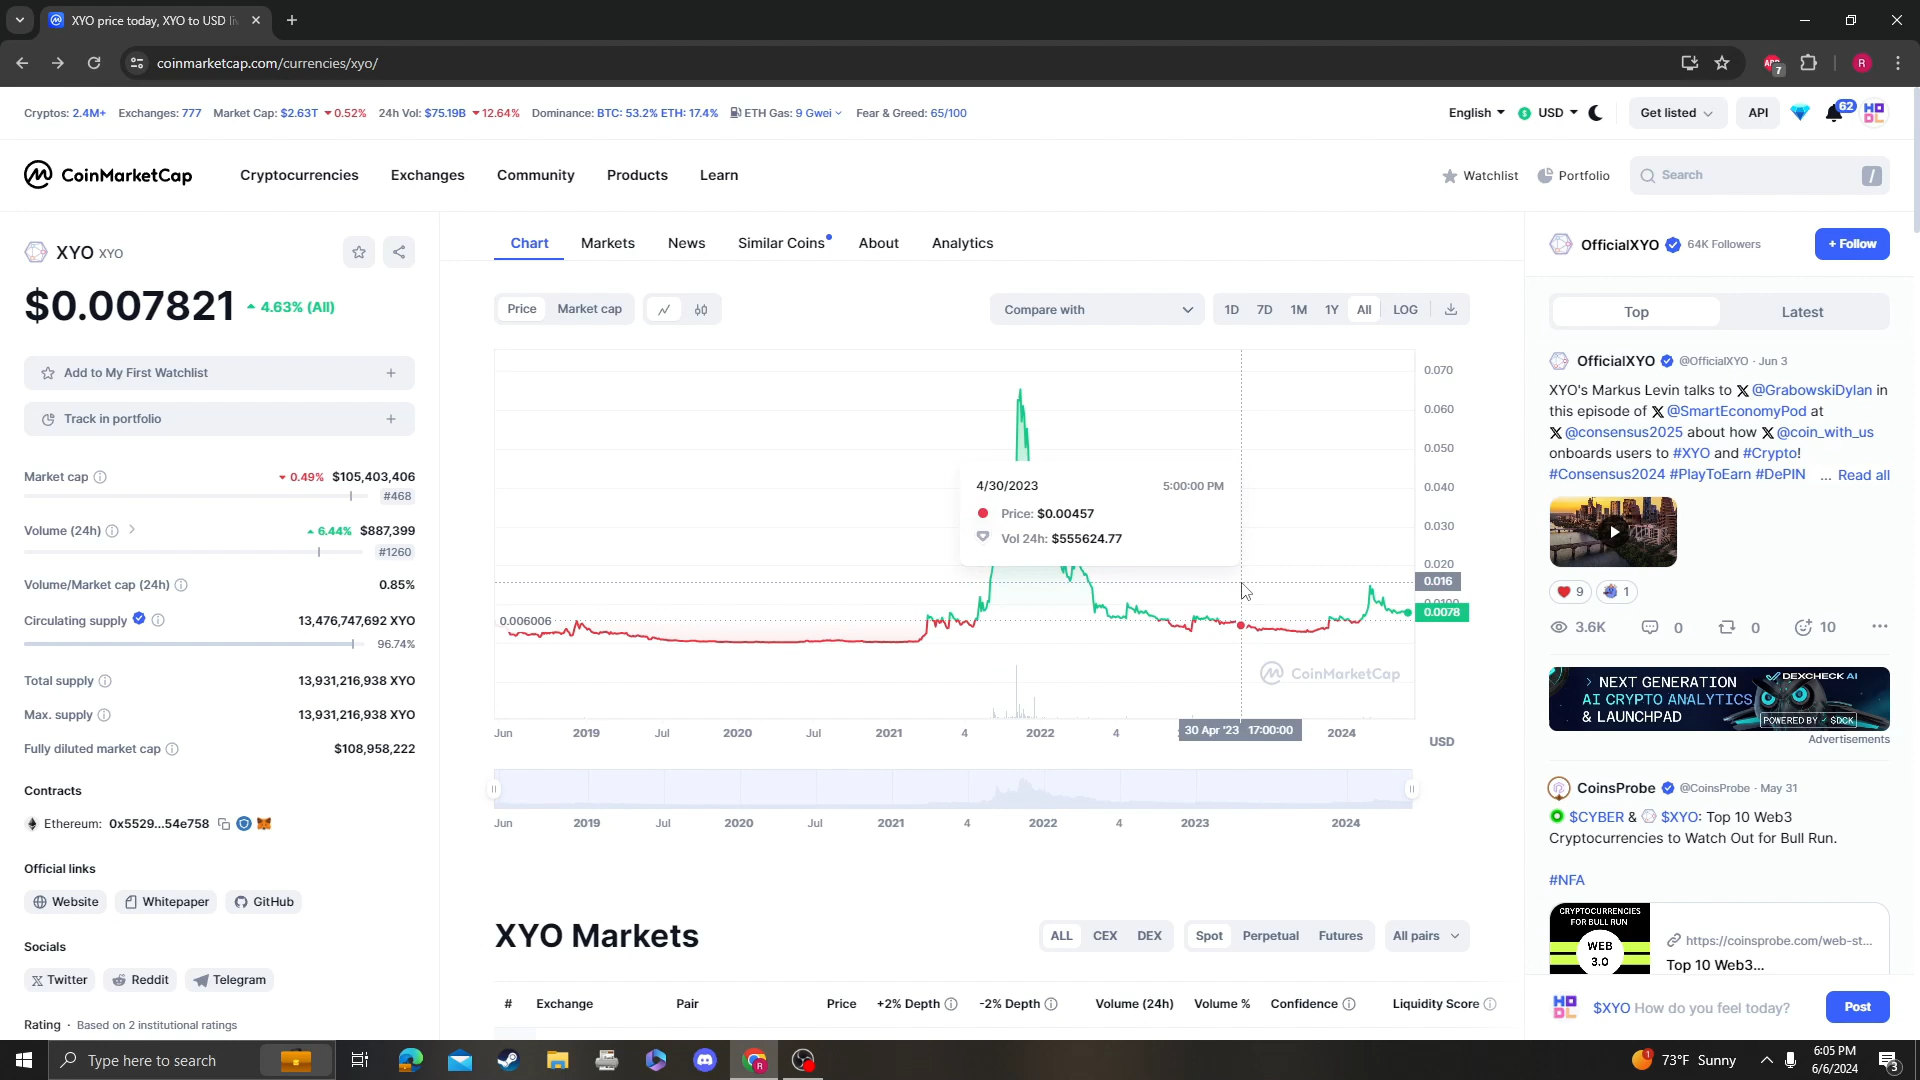 XYO price today, XYO to USD li
coinmarketcap.com/currencies/xyo/
ABP 7
R
Cryptos: 2.4M+ Exchanges: 777 Market Cap: $2.63T 0.52% 24h Vol: $75.19B 12.64% Dominance: BTC: 53.2% ETH: 17.4% ETH Gas: 9 Gwei Fear & Greed: 65/100
English USD Get listed API 62
CoinMarketCap Cryptocurrencies Exchanges Community Products Learn
Watchlist Portfolio Search /
XYO XYO
$0.007821 4.63% (All)
Add to My First Watchlist +
Track in portfolio +
Market cap 0.49% $105,403,406
#468
Volume (24h) 6.44% $887,399
#1260
Volume/Market cap (24h) 0.85%
Circulating supply 13,476,747,692 XYO
96.74%
Total supply 13,931,216,938 XYO
Max. supply 13,931,216,938 XYO
Fully diluted market cap $108,958,222
Contracts
Ethereum: 0x5529...54e758
Official links
Website Whitepaper GitHub
Socials
Twitter Reddit Telegram
Rating · Based on 2 institutional ratings
Chart Markets News Similar Coins About Analytics
Price Market cap Compare with 1D 7D 1M 1Y All LOG
0.070
0.060
0.050
0.040
0.030
0.020
0.016
0.0078
4/30/2023 5:00:00 PM
Price: $0.00457
Vol 24h: $555624.77
0.006006
CoinMarketCap
Jun 2019 Jul 2020 Jul 2021 4 2022 4 30 Apr '23 17:00:00 2024
USD
Jun 2019 Jul 2020 Jul 2021 4 2022 4 2023 2024
XYO Markets ALL CEX DEX Spot Perpetual Futures All pairs
# Exchange Pair Price +2% Depth -2% Depth Volume (24h) Volume % Confidence Liquidity Score
OfficialXYO 64K Followers + Follow
Top Latest
OfficialXYO @OfficialXYO · Jun 3
XYO's Markus Levin talks to X @GrabowskiDylan in
this episode of X @SmartEconomyPod at
X @consensus2025 about how X @coin_with_us
onboards users to #XYO and #Crypto!
#Consensus2024 #PlayToEarn #DePIN ... Read all
9 1
3.6K 0 0 10
> NEXT GENERATION
AI CRYPTO ANALYTICS
& LAUNCHPAD
DEXCHECK AI
POWERED BY $DCK
Advertisements
CoinsProbe @CoinsProbe · May 31
$CYBER & $XYO: Top 10 Web3
Cryptocurrencies to Watch Out for Bull Run.
#NFA
CRYPTOCURRENCIES
FOR BULL RUN
WEB
3.0
https://coinsprobe.com/web-st...
Top 10 Web3...
HODL $XYO How do you feel today? Post
Type here to search
73°F Sunny
6:05 PM
6/6/2024
3